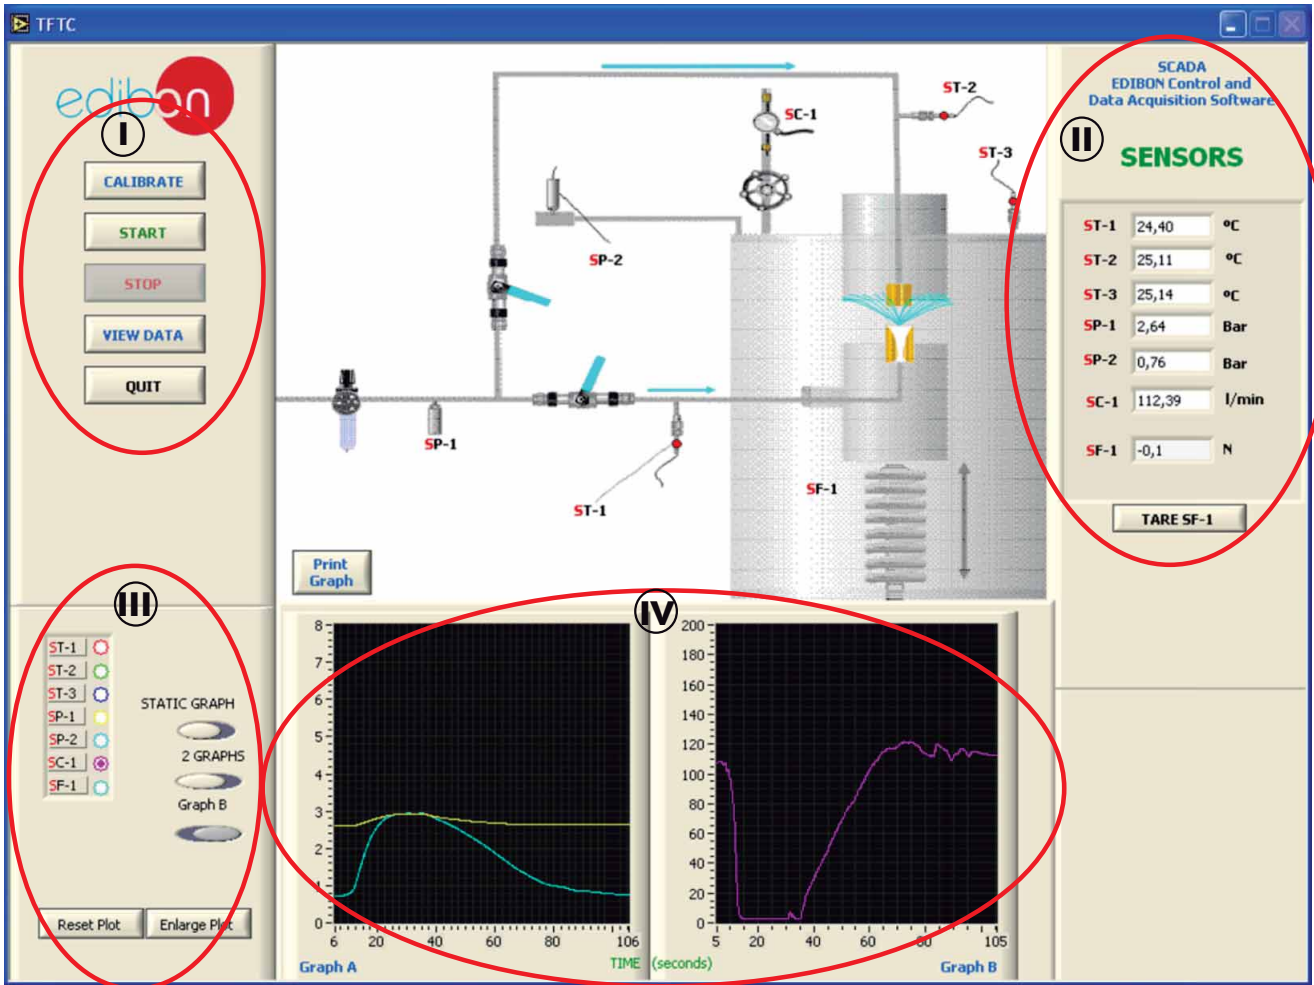 TFTC
edibon
I
CALIBRATE
START
STOP
VIEW DATA
QUIT
ST-2
SC-1
ST-3
SP-2
SP-1
ST-1
SF-1
Print
Graph
SCADA
EDIBON Control and
Data Acquisition Software
II
SENSORS
ST-1 24,40 ºC
ST-2 25,11 ºC
ST-3 25,14 ºC
SP-1 2,64 Bar
SP-2 0,76 Bar
SC-1 112,39 l/min
SF-1 -0,1 N
TARE SF-1
III
ST-1
ST-2
ST-3
SP-1
SP-2
SC-1
SF-1
STATIC GRAPH
2 GRAPHS
Graph B
Reset Plot
Enlarge Plot
IV
8
7
6
5
4
3
2
1
0
6 20 40 60 80 106
Graph A
TIME (seconds)
200
180
160
140
120
100
80
60
40
20
0
5 20 40 60 80 105
Graph B